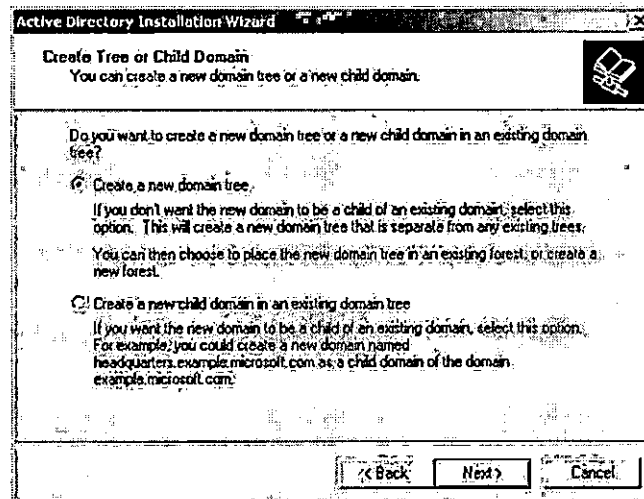 Active Directory Installation Wizard
Create Tree or Child Domain
You can create a new domain tree or a new child domain.
Do you want to create a new domain tree or a new child domain in an existing domain
tree?
Create a new domain tree
If you don't want the new domain to be a child of an existing domain, select this
option. This will create a new domain tree that is separate from any existing trees.
You can then choose to place the new domain tree in an existing forest, or create a
new forest.
Create a new child domain in an existing domain tree
If you want the new domain to be a child of an existing domain, select this option.
For example, you could create a new domain named
headquarters.example.microsoft.com as a child domain of the domain
example.microsoft.com.
< Back
Next >
Cancel